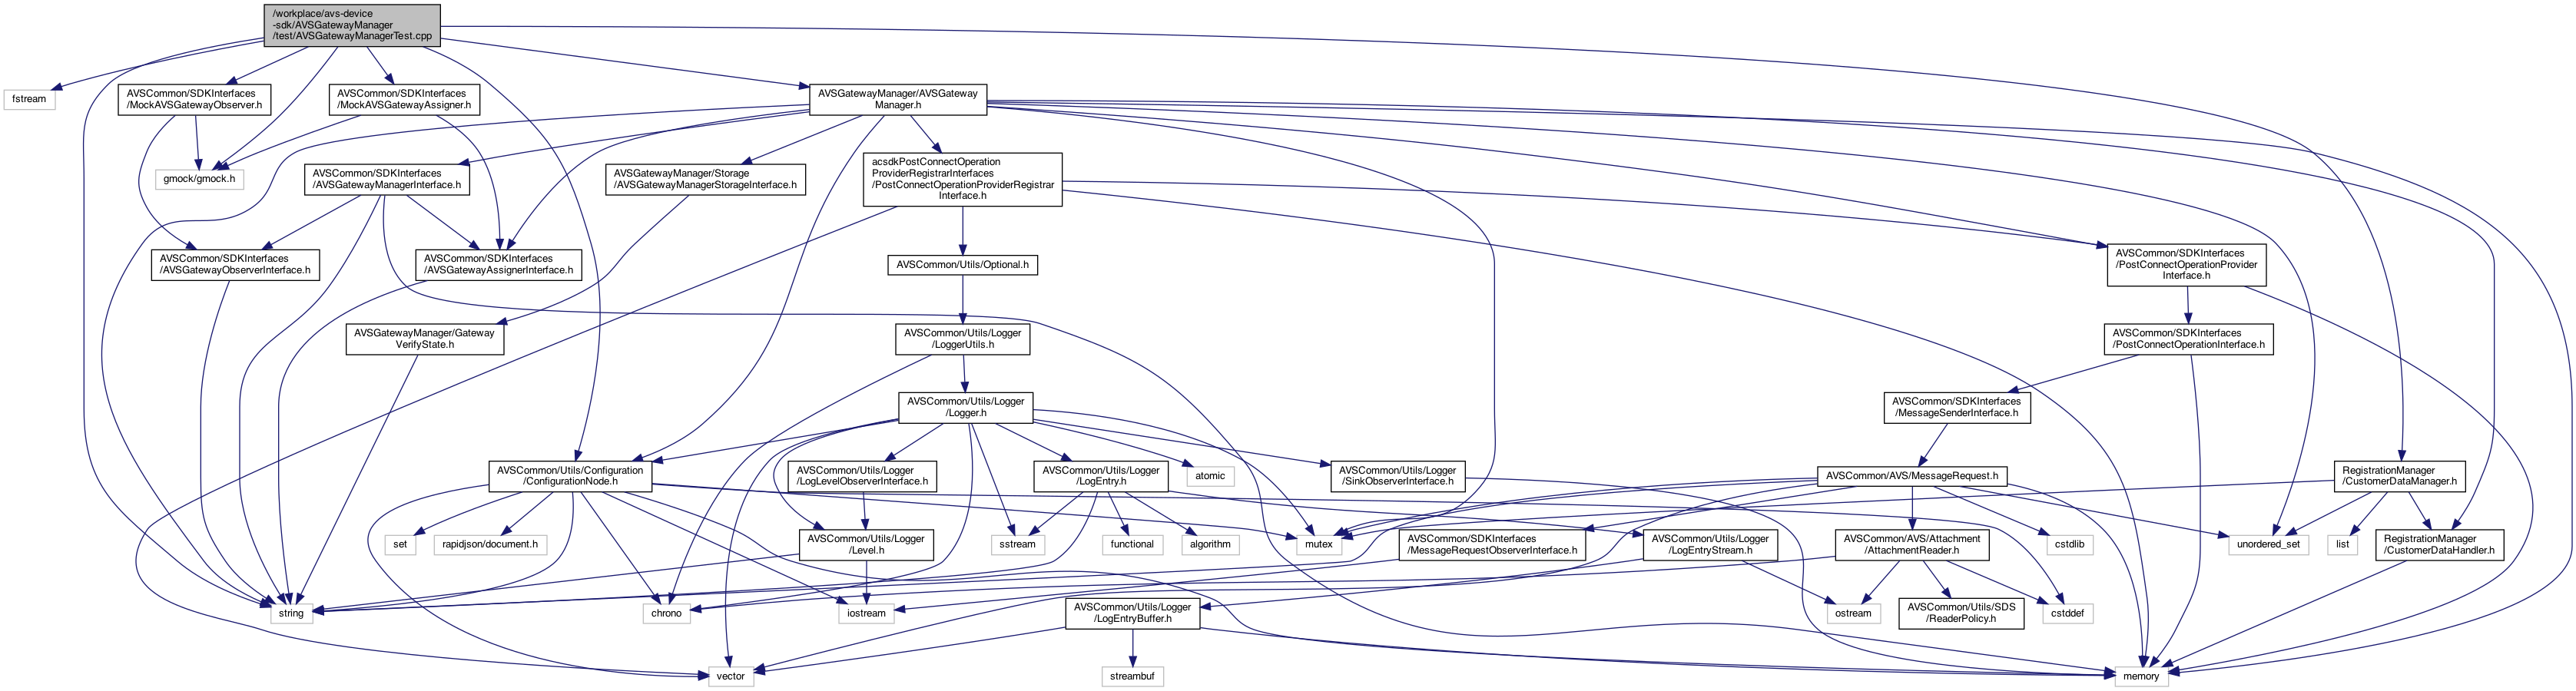 /workplace/avs-device
-sdk/AVSGatewayManager
/test/AVSGatewayManagerTest.cpp
fstream
AVSCommon/SDKInterfaces
/MockAVSGatewayObserver.h
AVSCommon/SDKInterfaces
/MockAVSGatewayAssigner.h
AVSGatewayManager/AVSGateway
Manager.h
gmock/gmock.h
AVSCommon/SDKInterfaces
/AVSGatewayManagerInterface.h
AVSGatewayManager/Storage
/AVSGatewayManagerStorageInterface.h
acsdkPostConnectOperation
ProviderRegistrarInterfaces
/PostConnectOperationProviderRegistrar
Interface.h
AVSCommon/SDKInterfaces
/AVSGatewayObserverInterface.h
AVSCommon/SDKInterfaces
/AVSGatewayAssignerInterface.h
AVSCommon/Utils/Optional.h
AVSCommon/SDKInterfaces
/PostConnectOperationProvider
Interface.h
AVSGatewayManager/Gateway
VerifyState.h
AVSCommon/Utils/Logger
/LoggerUtils.h
AVSCommon/SDKInterfaces
/PostConnectOperationInterface.h
AVSCommon/Utils/Logger
/Logger.h
AVSCommon/SDKInterfaces
/MessageSenderInterface.h
AVSCommon/Utils/Configuration
/ConfigurationNode.h
AVSCommon/Utils/Logger
/LogLevelObserverInterface.h
AVSCommon/Utils/Logger
/LogEntry.h
atomic
AVSCommon/Utils/Logger
/SinkObserverInterface.h
AVSCommon/AVS/MessageRequest.h
RegistrationManager
/CustomerDataManager.h
set
rapidjson/document.h
AVSCommon/Utils/Logger
/Level.h
sstream
functional
algorithm
mutex
AVSCommon/SDKInterfaces
/MessageRequestObserverInterface.h
AVSCommon/Utils/Logger
/LogEntryStream.h
AVSCommon/AVS/Attachment
/AttachmentReader.h
cstdlib
unordered_set
list
RegistrationManager
/CustomerDataHandler.h
string
chrono
iostream
AVSCommon/Utils/Logger
/LogEntryBuffer.h
ostream
AVSCommon/Utils/SDS
/ReaderPolicy.h
cstddef
vector
streambuf
memory